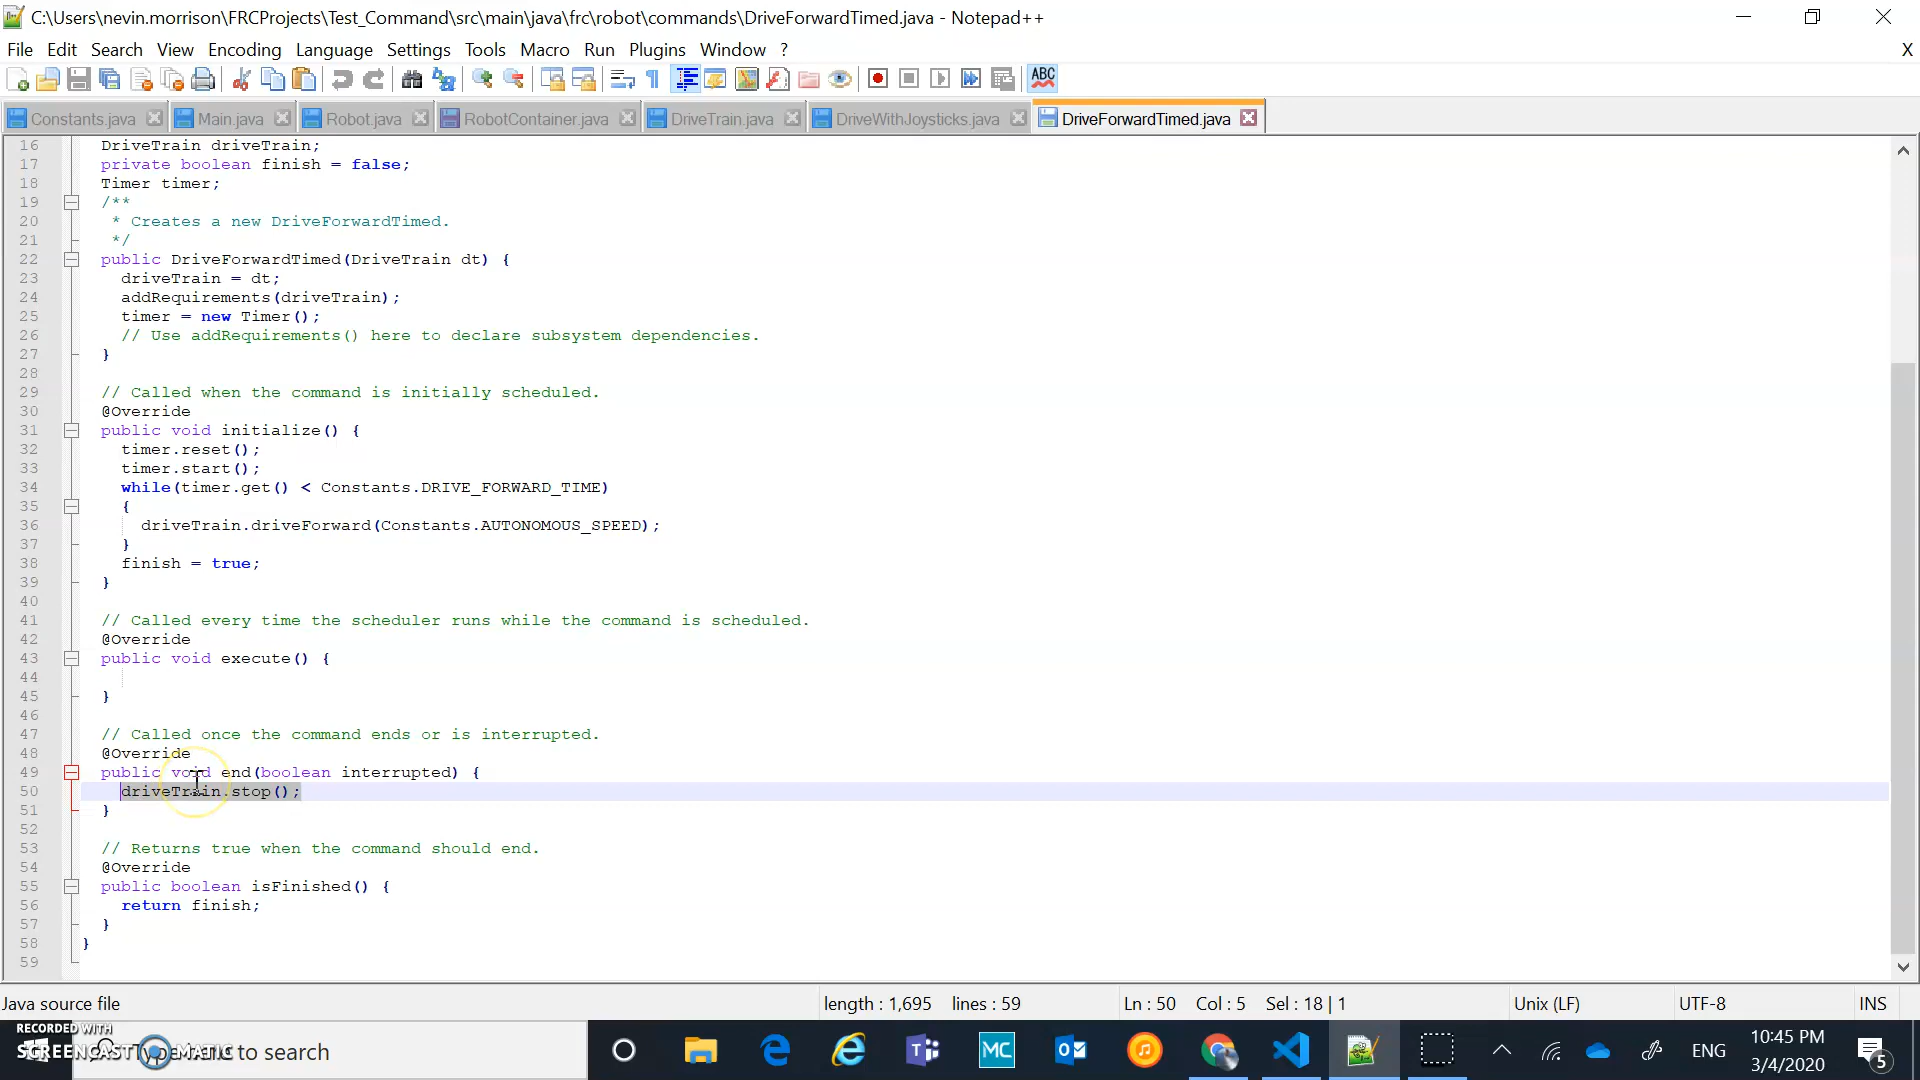 C:\Users\nevin.morrison\FRCProjects\Test_Command\src\main\java\frc\robot\commands\DriveForwardTimed.java - Notepad++
File Edit Search View Encoding Language Settings Tools Macro Run Plugins Window ? X
ABC
Constants.java Main.java Robot.java RobotContainer.java DriveTrain.java DriveWithJoysticks.java DriveForwardTimed.java
16 DriveTrain driveTrain;
17 private boolean finish = false;
18 Timer timer;
19 /**
20 * Creates a new DriveForwardTimed.
21 */
22 public DriveForwardTimed(DriveTrain dt) {
23 driveTrain = dt;
24 addRequirements(driveTrain);
25 timer = new Timer();
26 // Use addRequirements() here to declare subsystem dependencies.
27 }
28
29 // Called when the command is initially scheduled.
30 @Override
31 public void initialize() {
32 timer.reset();
33 timer.start();
34 while(timer.get() < Constants.DRIVE_FORWARD_TIME)
35 {
36 driveTrain.driveForward(Constants.AUTONOMOUS_SPEED);
37 }
38 finish = true;
39 }
40
41 // Called every time the scheduler runs while the command is scheduled.
42 @Override
43 public void execute() {
44
45 }
46
47 // Called once the command ends or is interrupted.
48 @Override
49 public void end(boolean interrupted) {
50 driveTrain.stop();
51 }
52
53 // Returns true when the command should end.
54 @Override
55 public boolean isFinished() {
56 return finish;
57 }
58 }
59
Java source file length : 1,695 lines : 59 Ln : 50 Col : 5 Sel : 18 | 1 Unix (LF) UTF-8 INS
RECORDED WITH
SCREENCAST MATIC
Type here to search
MC
ENG
10:45 PM
3/4/2020
5